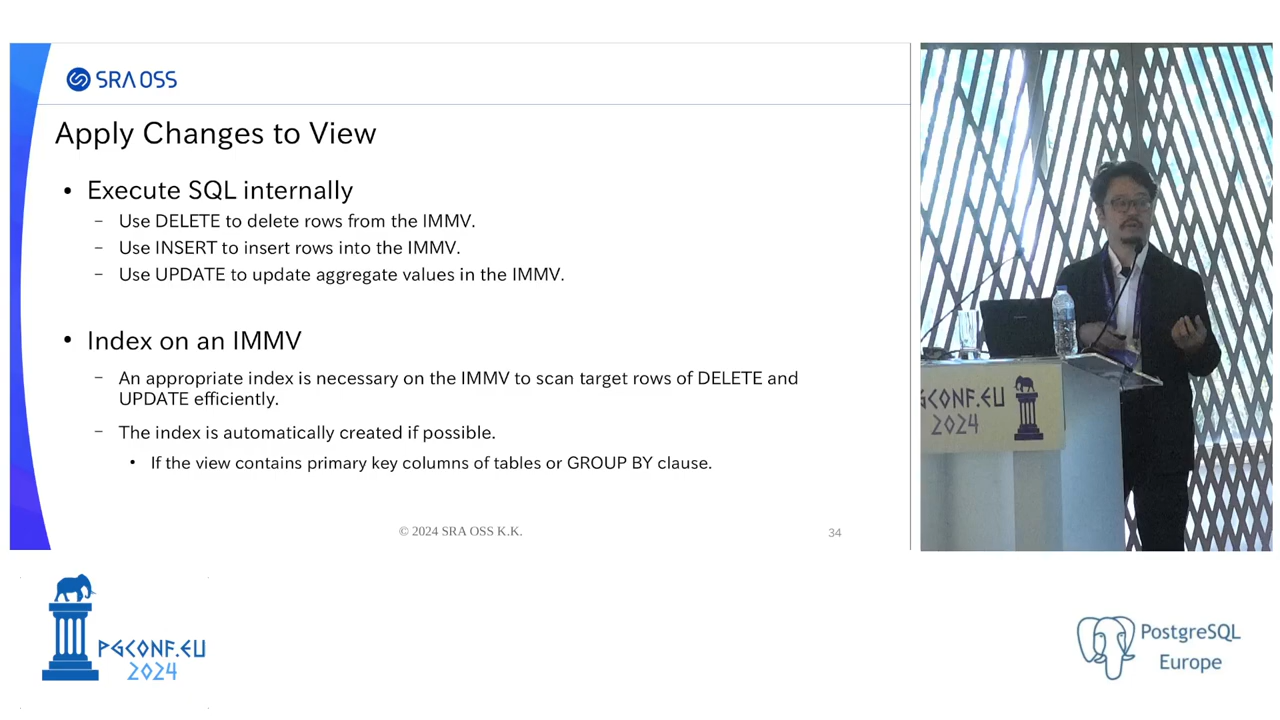 SRA OSS
Apply Changes to View
• Execute SQL internally
– Use DELETE to delete rows from the IMMV.
– Use INSERT to insert rows into the IMMV.
– Use UPDATE to update aggregate values in the IMMV.
• Index on an IMMV
– An appropriate index is necessary on the IMMV to scan target rows of DELETE and
UPDATE efficiently.
– The index is automatically created if possible.
• If the view contains primary key columns of tables or GROUP BY clause.
© 2024 SRA OSS K.K.
34
GCONF.EU
2024
PGCONF.EU
2024
PostgreSQL
Europe